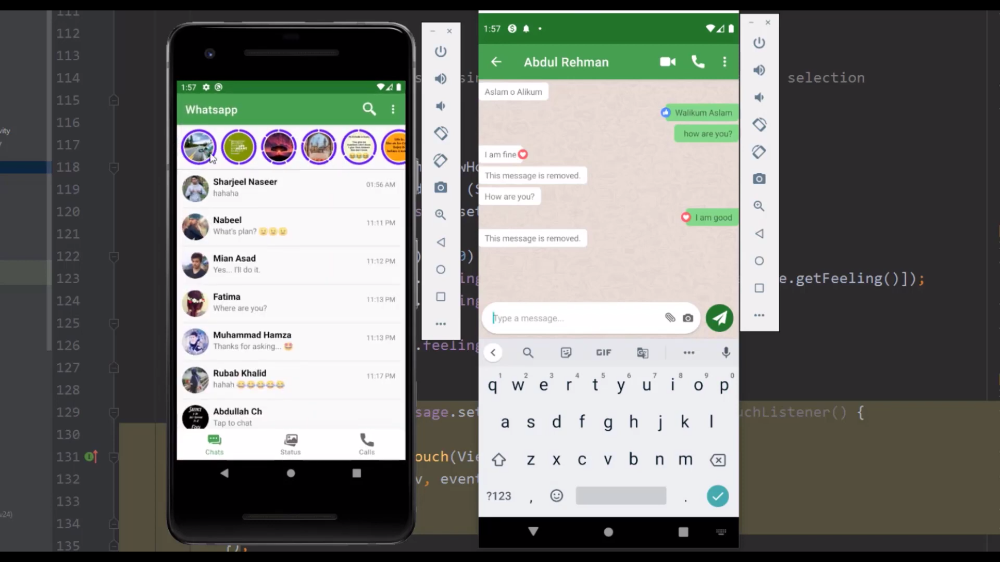 111
112
113
114
115
116
117
118
119
120
121
122
123
124
125
126
127
128
129
130
131
132
133
134
135
vity
v24)
1:57
Whatsapp
Sharjeel Naseer
01:56 AM
hahaha
Nabeel
11:11 PM
What's plan? 😉😉😉
Mian Asad
11:12 PM
Yes... I'll do it.
Fatima
11:13 PM
Where are you?
Muhammad Hamza
11:13 PM
Thanks for asking... 🤩
Rubab Khalid
11:17 PM
hahah 😂😂😂😂😂
Abdullah Ch
Tap to chat
Chats
Status
Calls
selection
e.getFeeling()]);
.feeling
sage.set
uchListener() {
ouch(Vie
v, event
});
1:57
Abdul Rehman
Aslam o Alikum
Walikum Aslam
how are you?
I am fine
This message is removed.
How are you?
I am good
This message is removed.
Type a message...
GIF
1 2 3 4 5 6 7 8 9 0
q w e r t y u i o p
a s d f g h j k l
z x c v b n m
?123 , .